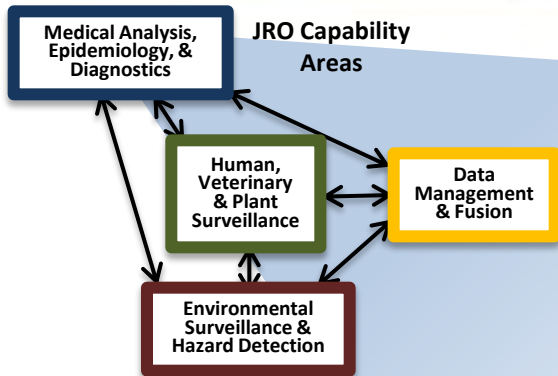 Medical Analysis,
Epidemiology, &
Diagnostics
JRO Capability
Areas
Human,
Veterinary
& Plant
Surveillance
Data
Management
& Fusion
Environmental
Surveillance &
Hazard Detection